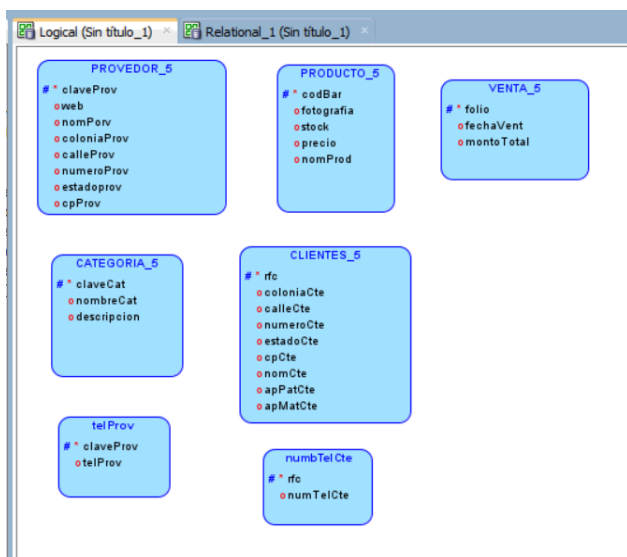 Logical (Sin título_1) × Relational_1 (Sin título_1) ×
PROVEDOR_5
# * claveProv
o web
o nomPorv
o coloniaProv
o calleProv
o numeroProv
o estadoprov
o cpProv
PRODUCTO_5
# * codBar
o fotografia
o stock
o precio
o nomProd
VENTA_5
# * folio
o fechaVent
o montoTotal
CATEGORIA_5
# * claveCat
o nombreCat
o descripcion
CLIENTES_5
# * rfc
o coloniaCte
o calleCte
o numeroCte
o estadoCte
o cpCte
o nomCte
o apPatCte
o apMatCte
telProv
# * claveProv
o telProv
numbTelCte
# * rfc
o numTelCte